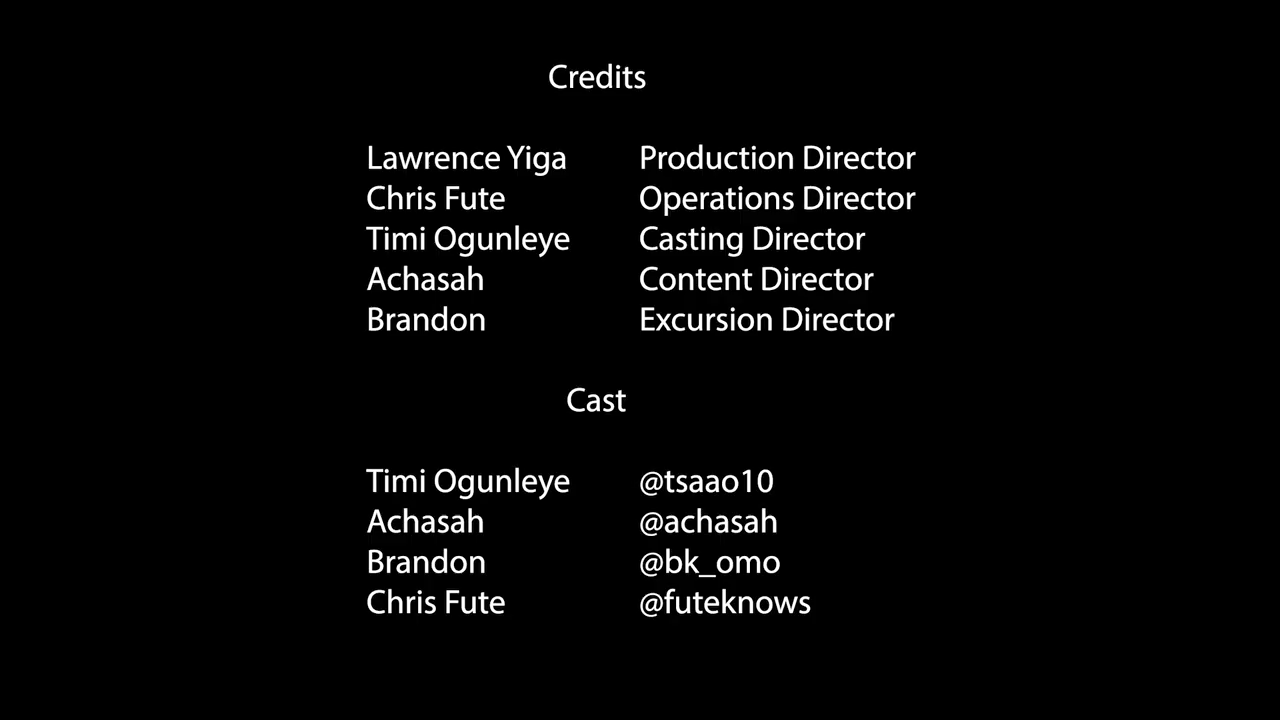 Credits
Lawrence Yiga Production Director
Chris Fute Operations Director
Timi Ogunleye Casting Director
Achasah Content Director
Brandon Excursion Director
Cast
Timi Ogunleye @tsaao10
Achasah @achasah
Brandon @bk_omo
Chris Fute @futeknows